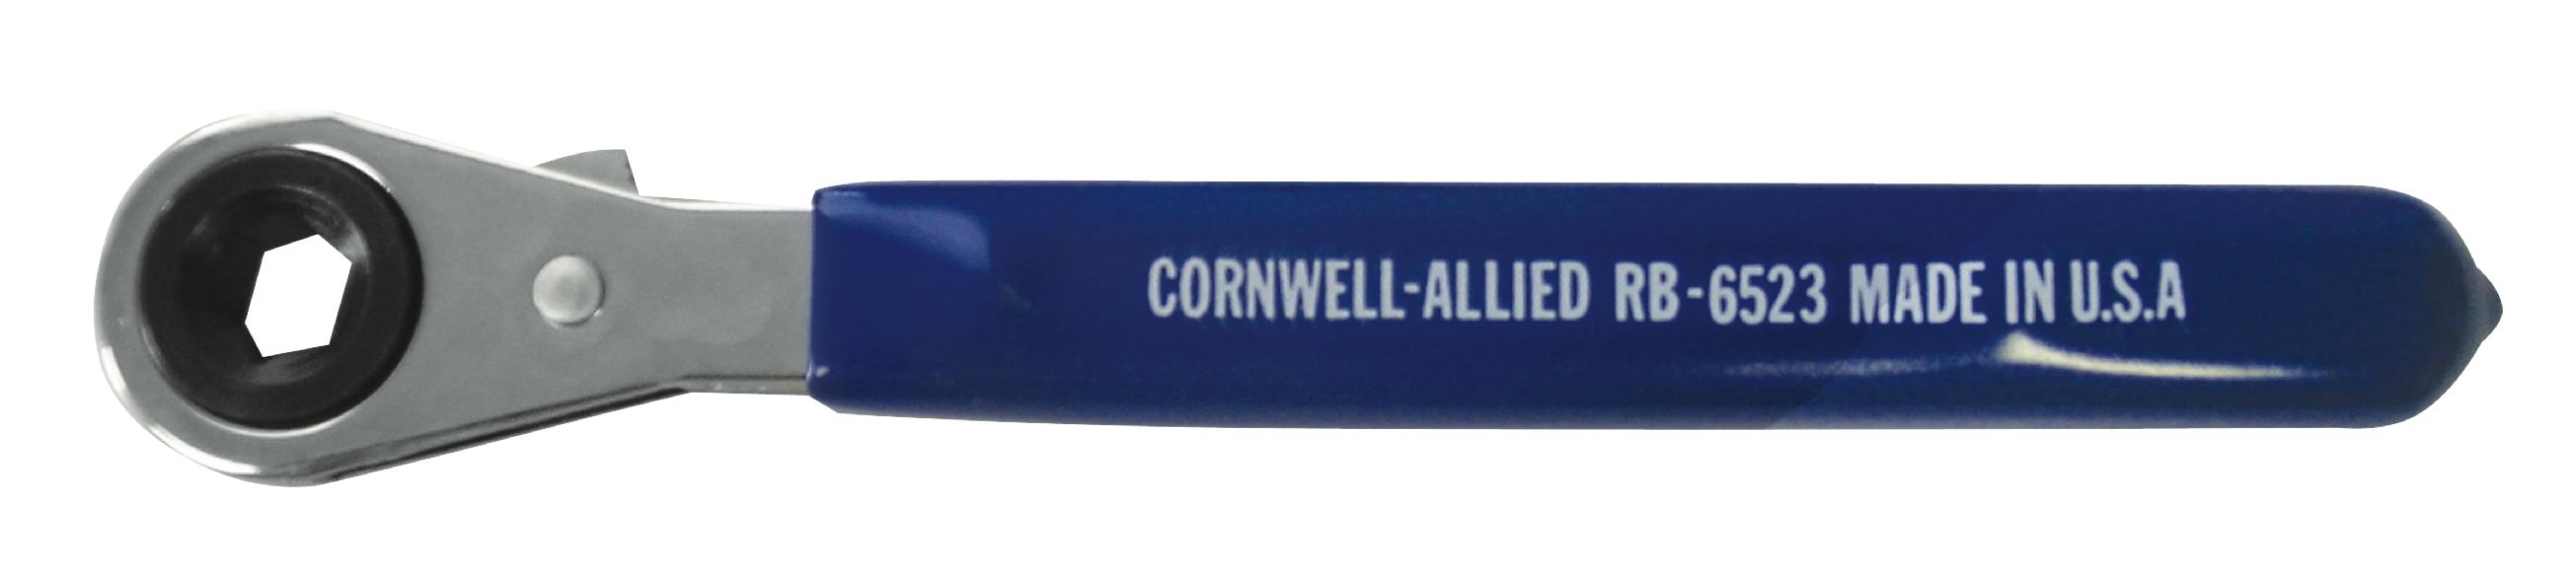 CORNWELL-ALLIED RB-6523 MADE IN U.S.A